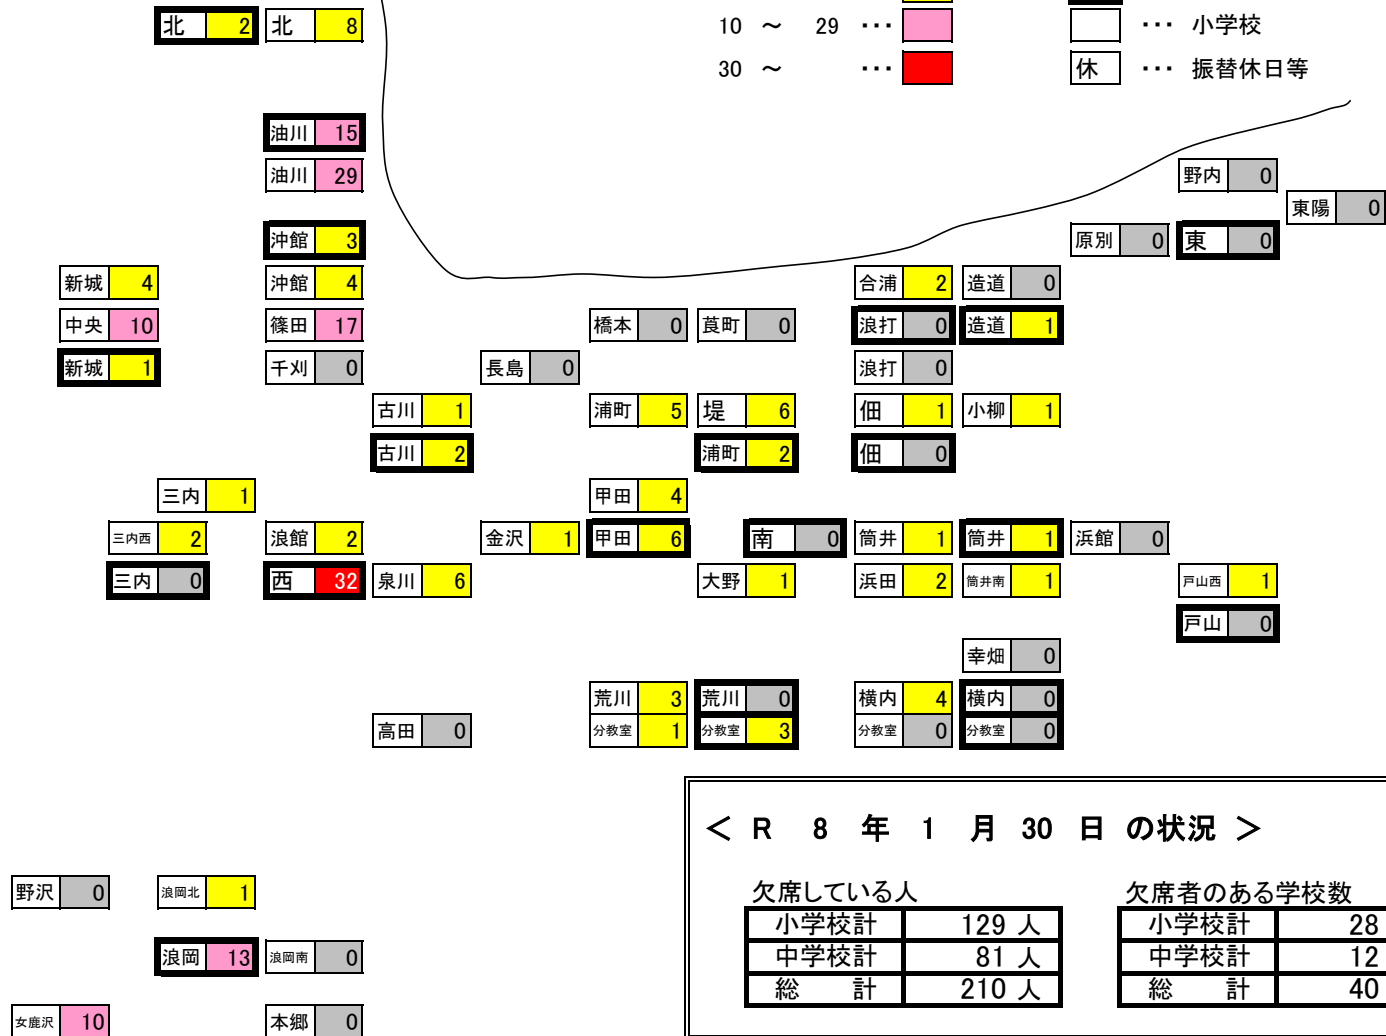 北 2 北 8 10 ～ 29 ･･･ ･･･ 小学校
30 ～ ･･･ 休 ･･･ 振替休日等
油川 15
油川 29 野内 0
東陽 0
沖館 3 原別 0 東 0
新城 4 沖館 4 合浦 2 造道 0
中央 10 篠田 17 橋本 0 莨町 0 浪打 0 造道 1
新城 1 千刈 0 長島 0 浪打 0
古川 1 浦町 5 堤 6 佃 1 小柳 1
古川 2 浦町 2 佃 0
三内 1 甲田 4
三内西 2 浪館 2 金沢 1 甲田 6 南 0 筒井 1 筒井 1 浜館 0
三内 0 西 32 泉川 6 大野 1 浜田 2 筒井南 1 戸山西 1
戸山 0
幸畑 0
荒川 3 荒川 0 横内 4 横内 0
高田 0 分教室 1 分教室 3 分教室 0 分教室 0
＜ R 8 年 1 月 30 日 の状況 ＞
野沢 0 浪岡北 1 欠席している人 欠席者のある学校数
小学校計 129 人 小学校計 28
浪岡 13 浪岡南 0 中学校計 81 人 中学校計 12
総 計 210 人 総 計 40
女鹿沢 10 本郷 0